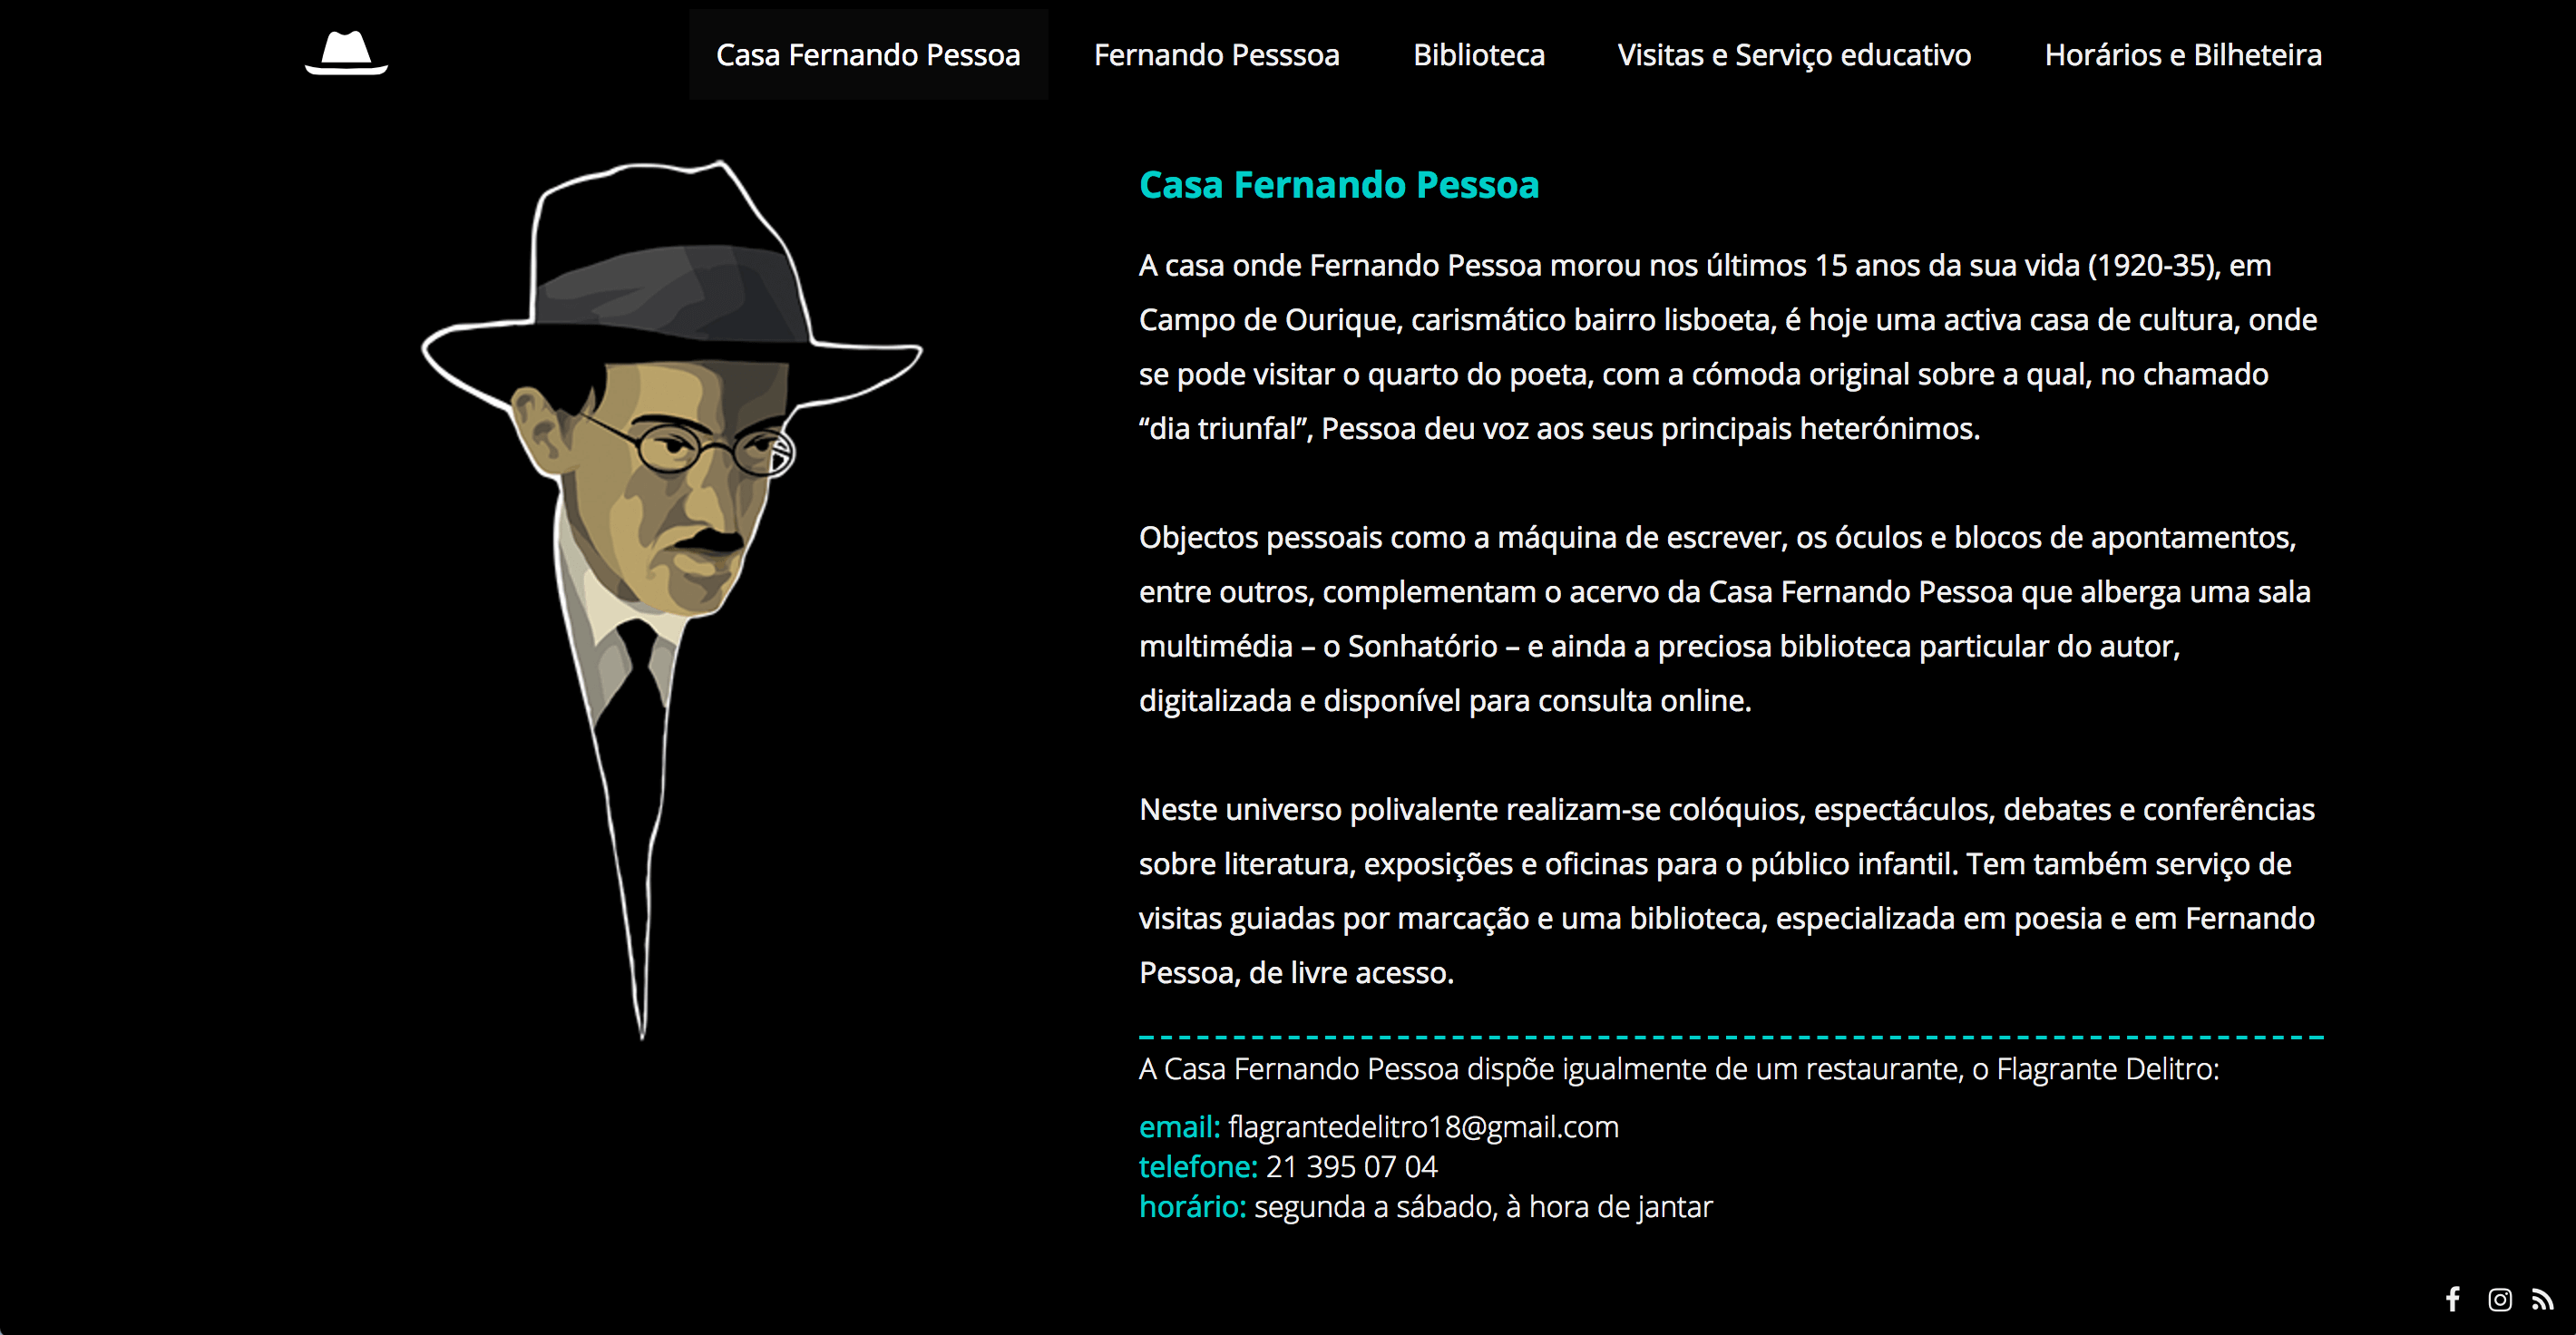 Casa Fernando Pessoa
Fernando Pesssoa
Biblioteca
Visitas e Serviço educativo
Horários e Bilheteira
Casa Fernando Pessoa
A casa onde Fernando Pessoa morou nos últimos 15 anos da sua vida (1920-35), em
Campo de Ourique, carismático bairro lisboeta, é hoje uma activa casa de cultura, onde
se pode visitar o quarto do poeta, com a cómoda original sobre a qual, no chamado
“dia triunfal”, Pessoa deu voz aos seus principais heterónimos.
Objectos pessoais como a máquina de escrever, os óculos e blocos de apontamentos,
entre outros, complementam o acervo da Casa Fernando Pessoa que alberga uma sala
multimédia – o Sonhatório – e ainda a preciosa biblioteca particular do autor,
digitalizada e disponível para consulta online.
Neste universo polivalente realizam-se colóquios, espectáculos, debates e conferências
sobre literatura, exposições e oficinas para o público infantil. Tem também serviço de
visitas guiadas por marcação e uma biblioteca, especializada em poesia e em Fernando
Pessoa, de livre acesso.
A Casa Fernando Pessoa dispõe igualmente de um restaurante, o Flagrante Delitro:
email: flagrantedelitro18@gmail.com
telefone: 21 395 07 04
horário: segunda a sábado, à hora de jantar